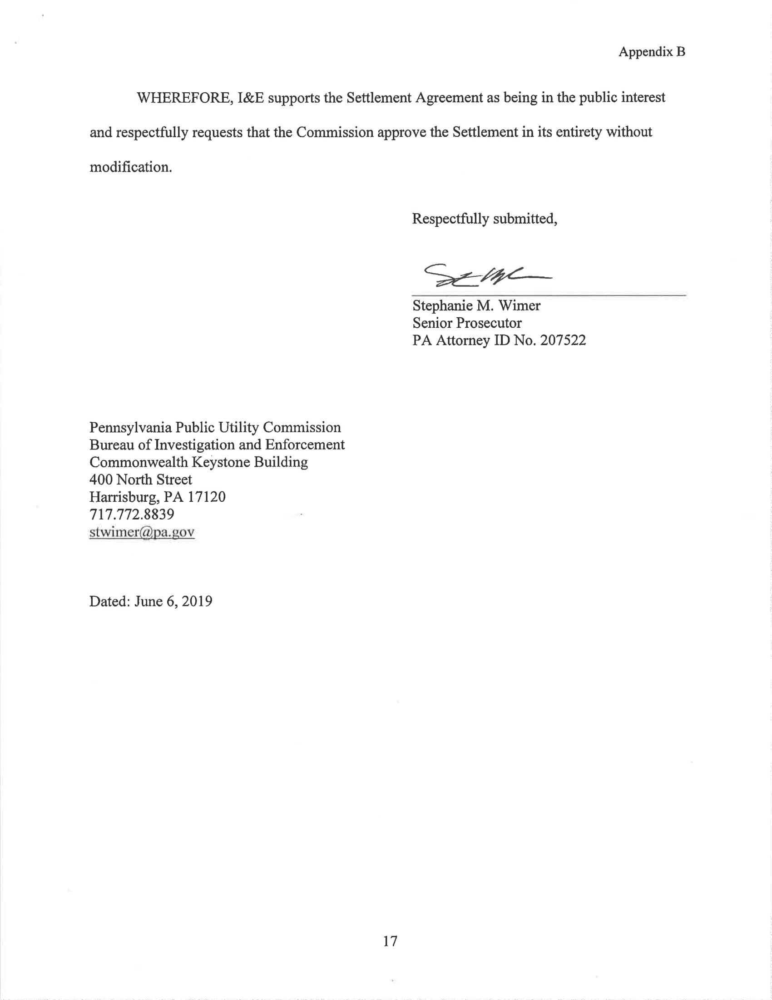 Appendix B
WHEREFORE, I&E supports the Settlement Agreement as being in the public interest
and respectfully requests that the Commission approve the Settlement in its entirety without
modification.
Respectfully submitted,
Stephanie M. Wimer
Senior Prosecutor
PA Attorney ID No. 207522
Pennsylvania Public Utility Commission
Bureau of Investigation and Enforcement
Commonwealth Keystone Building
400 North Street
Harrisburg, PA 17120
717.772.8839
stwimer@pa.gov
Dated: June 6, 2019
17